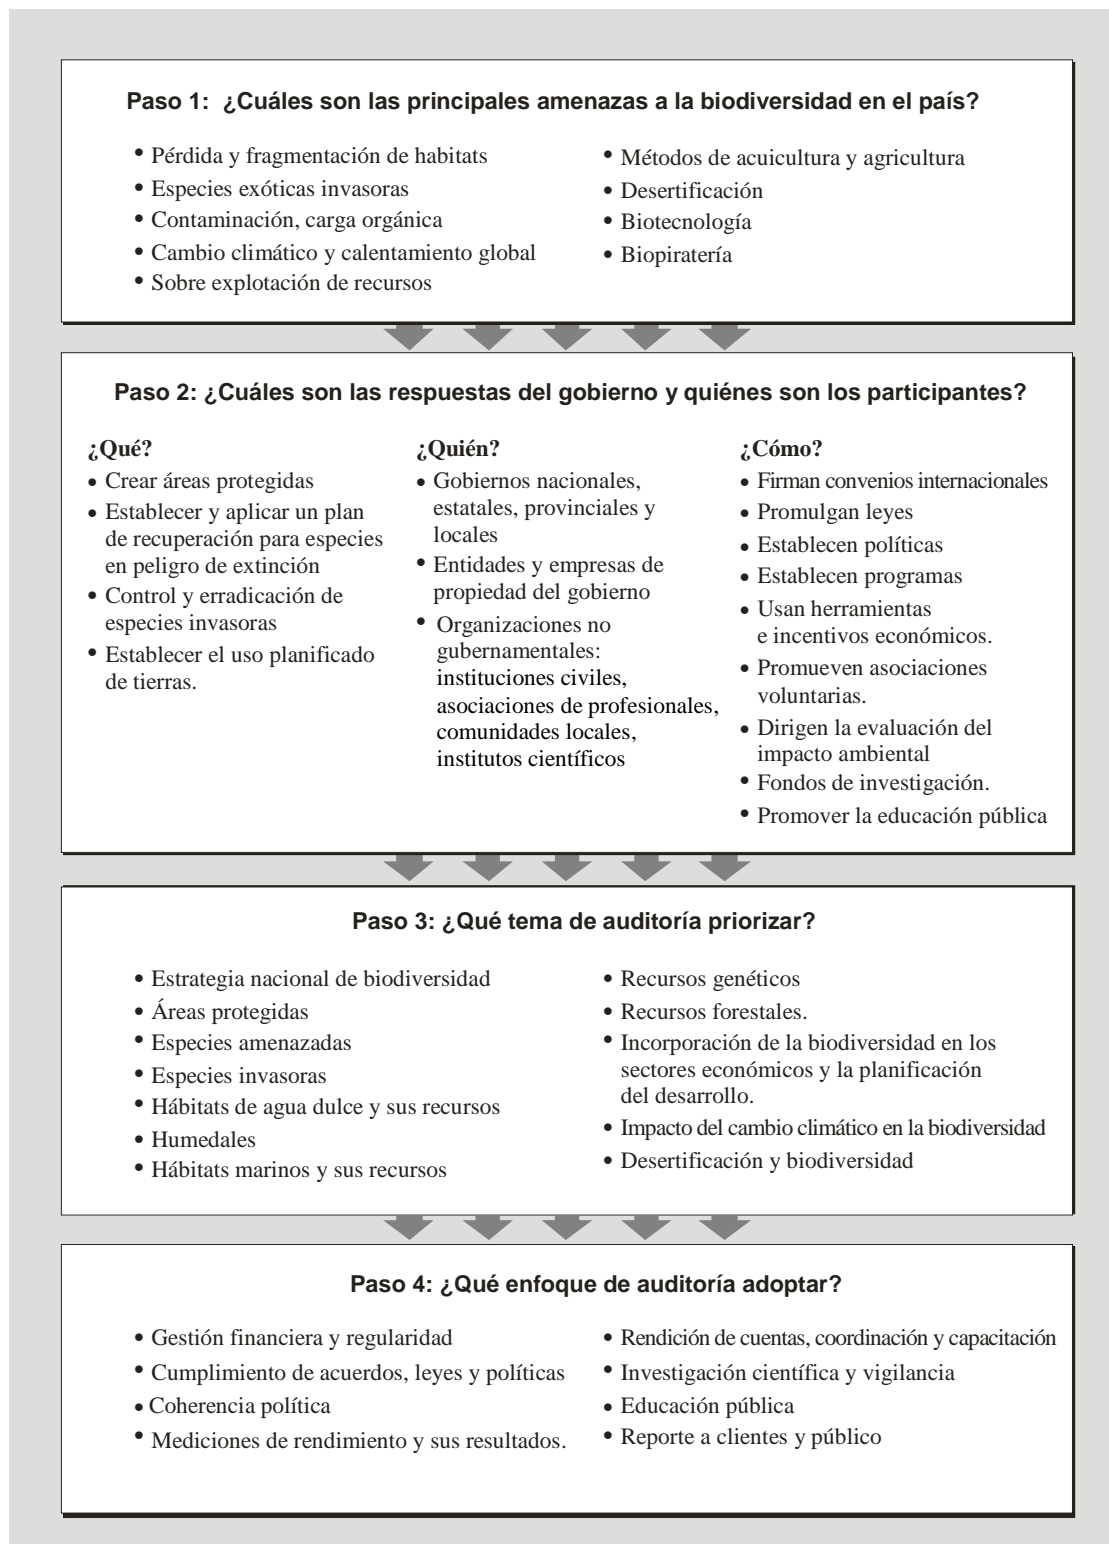 Paso 1: ¿Cuáles son las principales amenazas a la biodiversidad en el país?
• Pérdida y fragmentación de habitats
• Especies exóticas invasoras
• Contaminación, carga orgánica
• Cambio climático y calentamiento global
• Sobre explotación de recursos
• Métodos de acuicultura y agricultura
• Desertificación
• Biotecnología
• Biopiratería
Paso 2: ¿Cuáles son las respuestas del gobierno y quiénes son los participantes?
¿Qué?
• Crear áreas protegidas
• Establecer y aplicar un plan
de recuperación para especies
en peligro de extinción
• Control y erradicación de
especies invasoras
• Establecer el uso planificado
de tierras.
¿Quién?
• Gobiernos nacionales,
estatales, provinciales y
locales
• Entidades y empresas de
propiedad del gobierno
• Organizaciones no
gubernamentales:
instituciones civiles,
asociaciones de profesionales,
comunidades locales,
institutos científicos
¿Cómo?
• Firman convenios internacionales
• Promulgan leyes
• Establecen políticas
• Establecen programas
• Usan herramientas
e incentivos económicos.
• Promueven asociaciones
voluntarias.
• Dirigen la evaluación del
impacto ambiental
• Fondos de investigación.
• Promover la educación pública
Paso 3: ¿Qué tema de auditoría priorizar?
• Estrategia nacional de biodiversidad
• Áreas protegidas
• Especies amenazadas
• Especies invasoras
• Hábitats de agua dulce y sus recursos
• Humedales
• Hábitats marinos y sus recursos
• Recursos genéticos
• Recursos forestales.
• Incorporación de la biodiversidad en los
sectores económicos y la planificación
del desarrollo.
• Impacto del cambio climático en la biodiversidad
• Desertificación y biodiversidad
Paso 4: ¿Qué enfoque de auditoría adoptar?
• Gestión financiera y regularidad
• Cumplimiento de acuerdos, leyes y políticas
• Coherencia política
• Mediciones de rendimiento y sus resultados.
• Rendición de cuentas, coordinación y capacitación
• Investigación científica y vigilancia
• Educación pública
• Reporte a clientes y público